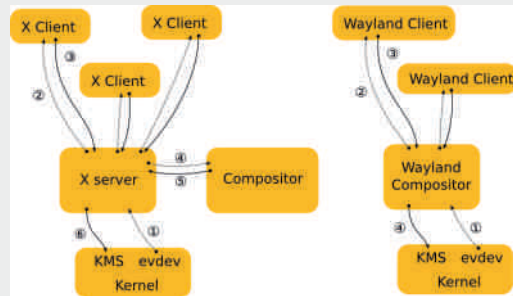 X Client
X Client
③
X Client
②
④
X server
Compositor
⑤
⑥
①
KMS evdev
Kernel
Wayland Client
③
Wayland Client
②
Wayland
Compositor
④
①
KMS evdev
Kernel